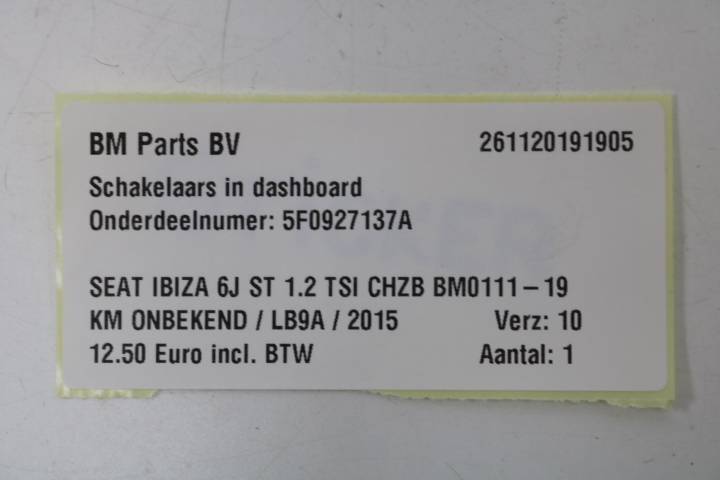 BM Parts BV 261120191905
Schakelaars in dashboard
Onderdeelnumer: 5F0927137A
SEAT IBIZA 6J ST 1.2 TSI CHZB BM0111-19
KM ONBEKEND / LB9A / 2015 Verz: 10
12.50 Euro incl. BTW Aantal: 1